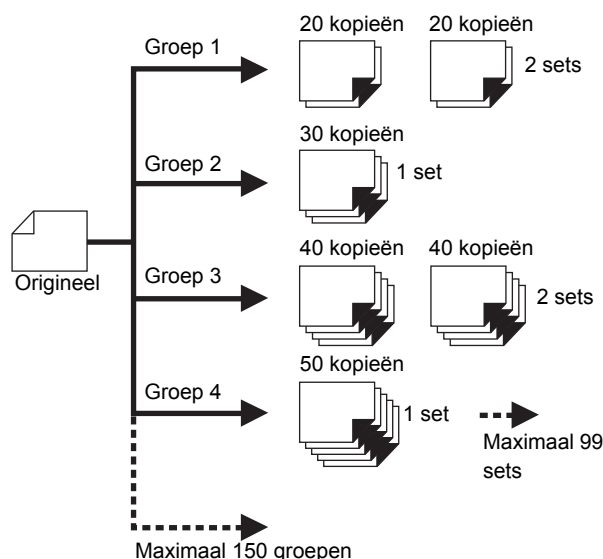 20 kopieën 20 kopieën
Groep 1
2 sets
30 kopieën
Groep 2
1 set
40 kopieën 40 kopieën
Origineel
Groep 3
2 sets
50 kopieën
Groep 4
1 set
Maximaal 99
sets
Maximaal 150 groepen